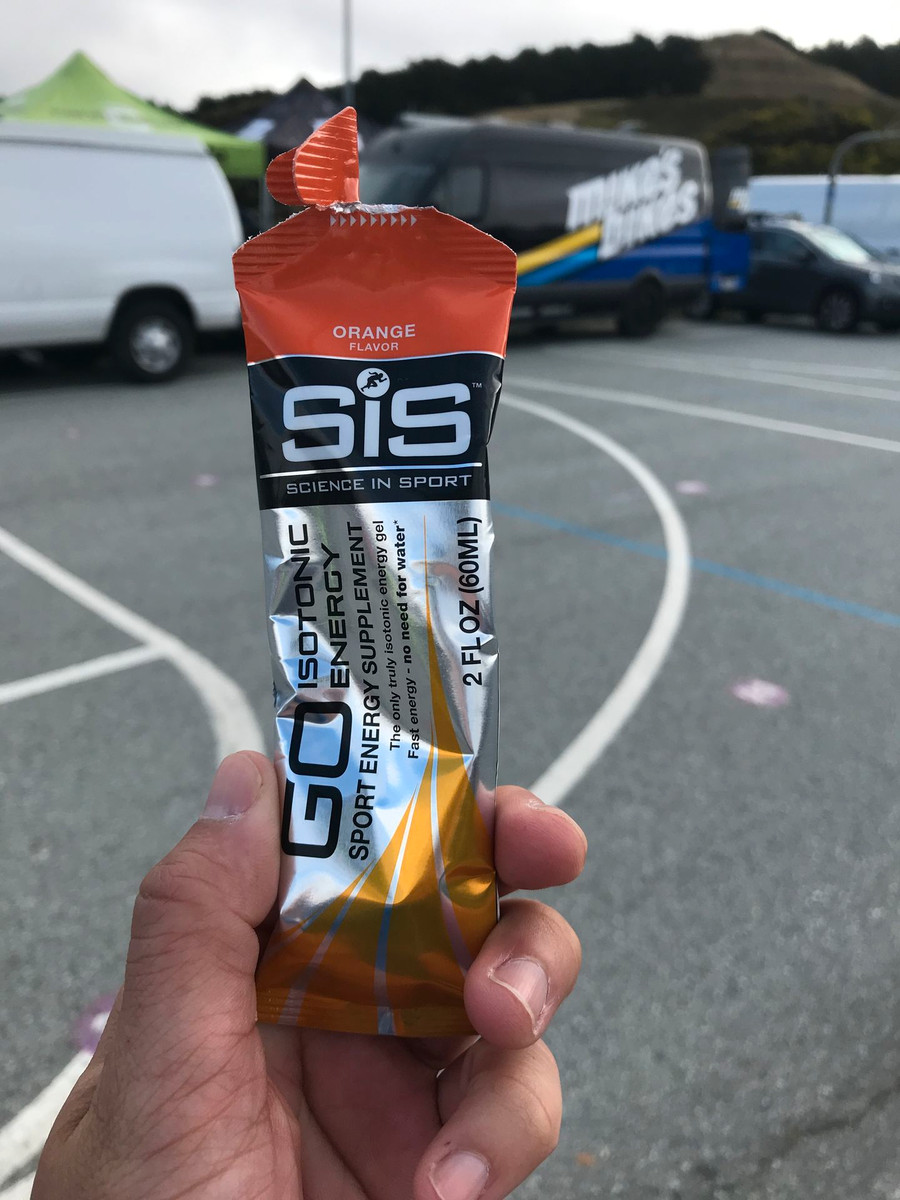 MIKE'S
BIKES
ORANGE
FLAVOR
SiS™
SCIENCE IN SPORT
GO ISOTONIC
ENERGY
SPORT ENERGY SUPPLEMENT
The only truly isotonic energy gel
Fast energy - no need for water*
2 FL OZ (60ML)